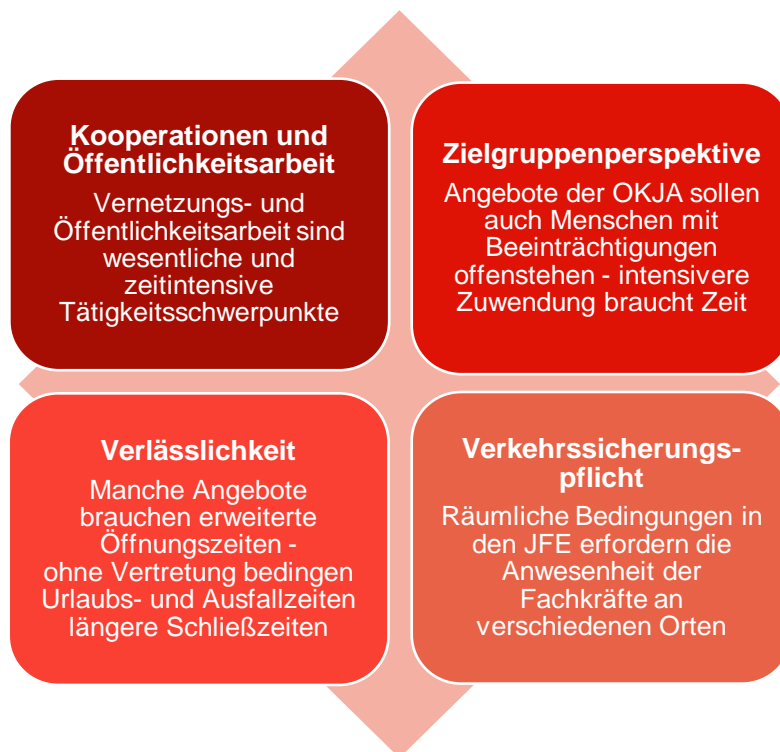 Kooperationen und
Öffentlichkeitsarbeit
Vernetzungs- und
Öffentlichkeitsarbeit sind
wesentliche und
zeitintensive
Tätigkeitsschwerpunkte
Zielgruppenperspektive
Angebote der OKJA sollen
auch Menschen mit
Beeinträchtigungen
offenstehen - intensivere
Zuwendung braucht Zeit
Verlässlichkeit
Manche Angebote
brauchen erweiterte
Öffnungszeiten -
ohne Vertretung bedingen
Urlaubs- und Ausfallzeiten
längere Schließzeiten
Verkehrssicherungs-
pflicht
Räumliche Bedingungen in
den JFE erfordern die
Anwesenheit der
Fachkräfte an
verschiedenen Orten